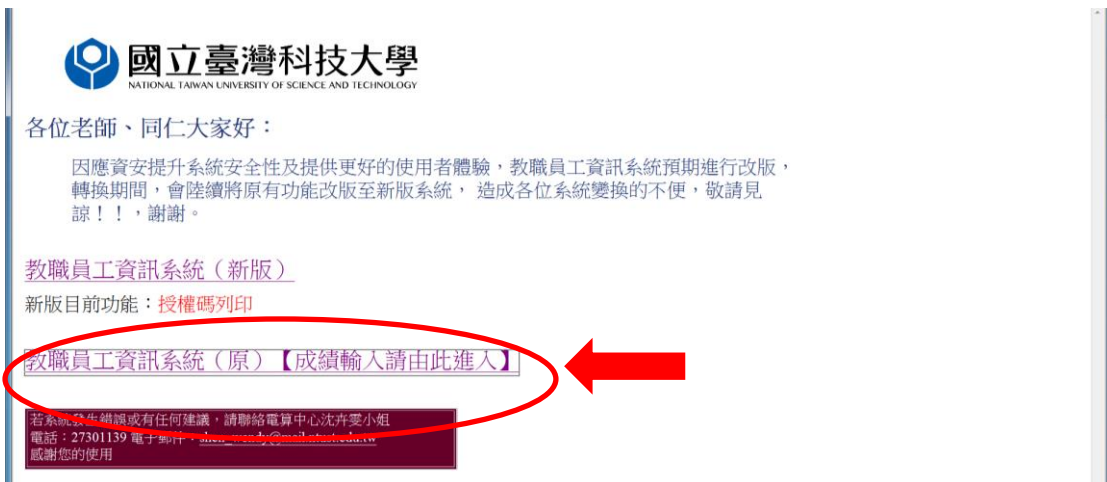 國立臺灣科技大學
NATIONAL TAIWAN UNIVERSITY OF SCIENCE AND TECHNOLOGY
各位老師、同仁大家好：
因應資安提升系統安全性及提供更好的使用者體驗，教職員工資訊系統預期進行改版，
轉換期間，會陸續將原有功能改版至新版系統， 造成各位系統變換的不便，敬請見
諒！！，謝謝。
教職員工資訊系統（新版）
新版目前功能：授權碼列印
教職員工資訊系統（原）【成績輸入請由此進入】
若系統發生錯誤或有任何建議，請聯絡電算中心沈卉雯小姐
電話：27301139 電子郵件：shen_wendy@mail.ntust.edu.tw
感謝您的使用